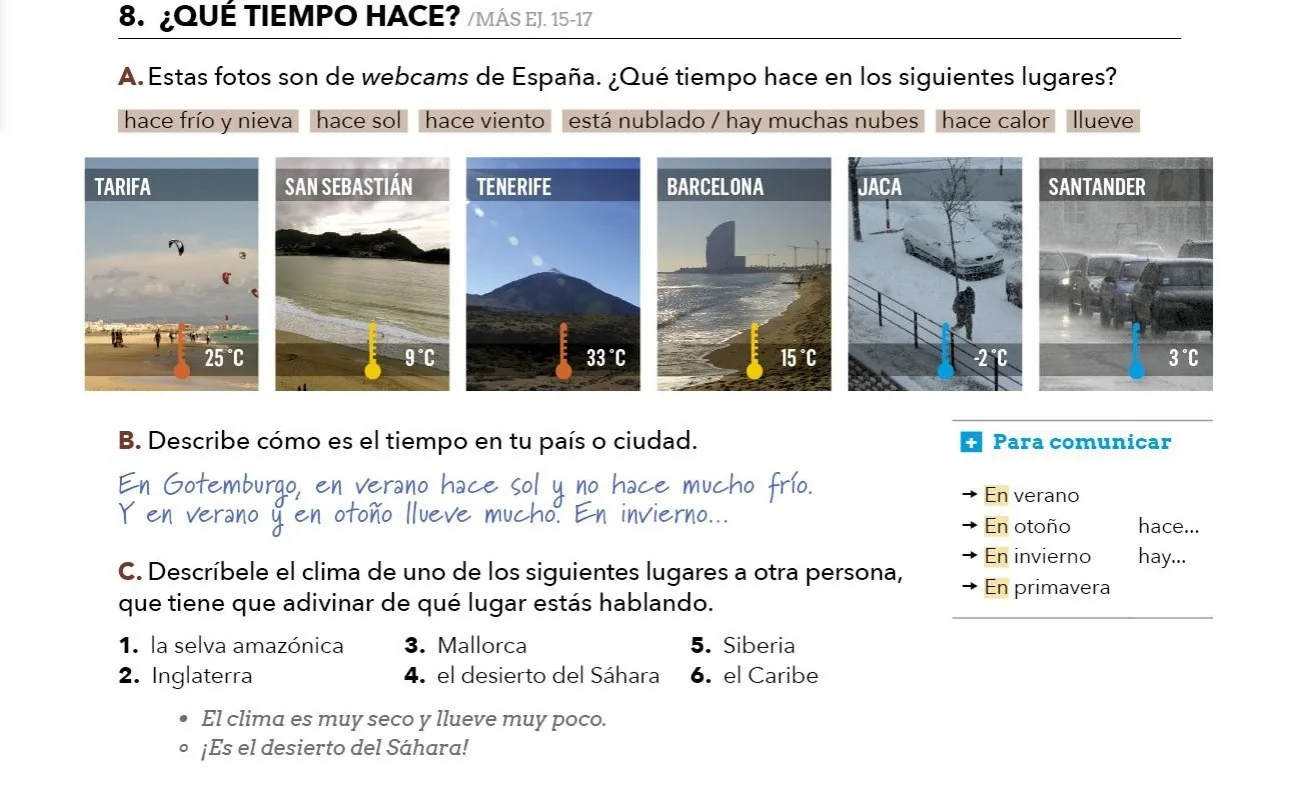 8. ¿QUÉ TIEMPO HACE? /MÁS EJ. 15-17
A. Estas fotos son de webcams de España. ¿Qué tiempo hace en los siguientes lugares?
hace frío y nieva hace sol hace viento está nublado / hay muchas nubes hace calor llueve
TARIFA SAN SEBASTIÁN TENERIFE BARCELONA JACA SANTANDER
25 °C 9 °C 33 °C 15 °C -2 °C 3 °C
B. Describe cómo es el tiempo en tu país o ciudad.
En Gotemburgo, en verano hace sol y no hace mucho frío.
Y en verano y en otoño llueve mucho. En invierno...
+ Para comunicar
→ En verano
→ En otoño hace...
→ En invierno hay...
→ En primavera
C. Descríbele el clima de uno de los siguientes lugares a otra persona,
que tiene que adivinar de qué lugar estás hablando.
1. la selva amazónica 3. Mallorca 5. Siberia
2. Inglaterra 4. el desierto del Sáhara 6. el Caribe
• El clima es muy seco y llueve muy poco.
◦ ¡Es el desierto del Sáhara!